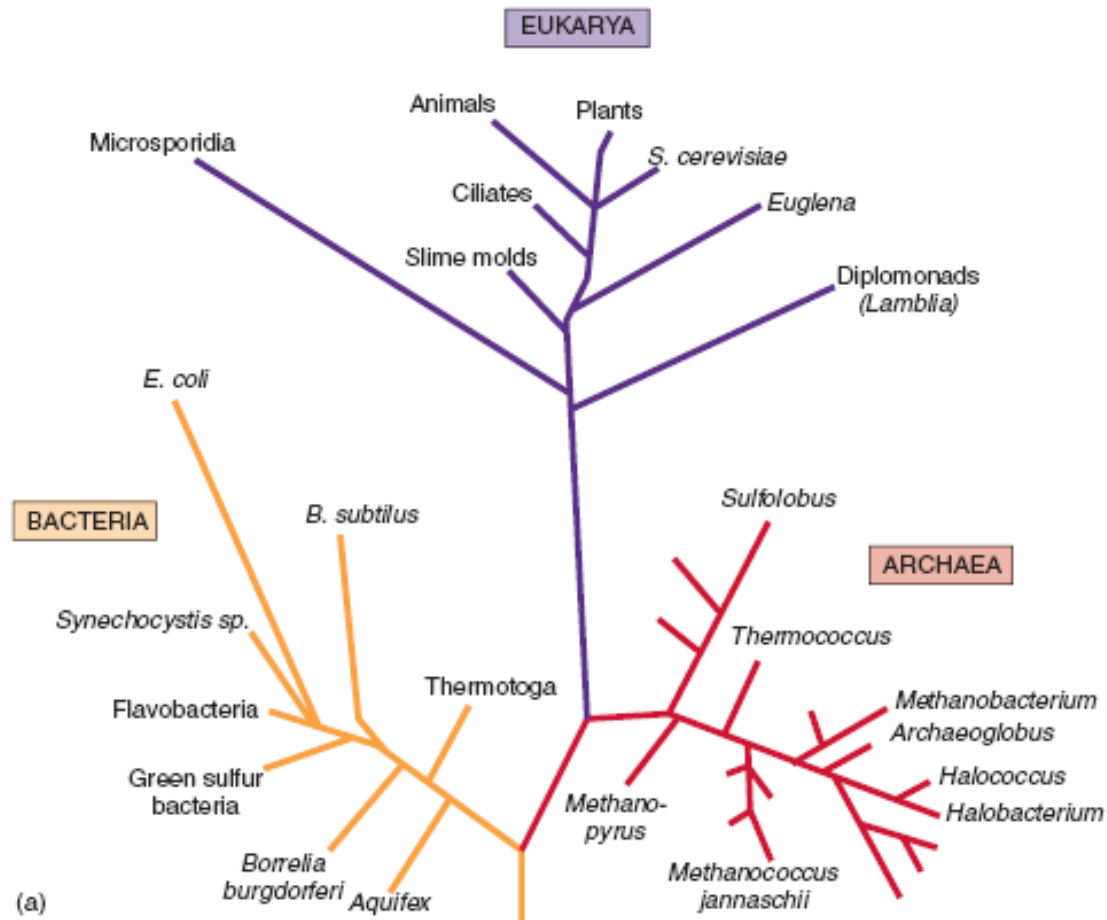 EUKARYA
Animals
Plants
Microsporidia
S. cerevisiae
Ciliates
Euglena
Slime molds
Diplomonads
(Lamblia)
E. coli
BACTERIA
B. subtilus
Sulfolobus
ARCHAEA
Synechocystis sp.
Thermococcus
Thermotoga
Flavobacteria
Methanobacterium
Archaeoglobus
Green sulfur
bacteria
Halococcus
Halobacterium
Methano-
pyrus
Borrelia
burgdorferi
Aquifex
Methanococcus
jannaschii
(a)